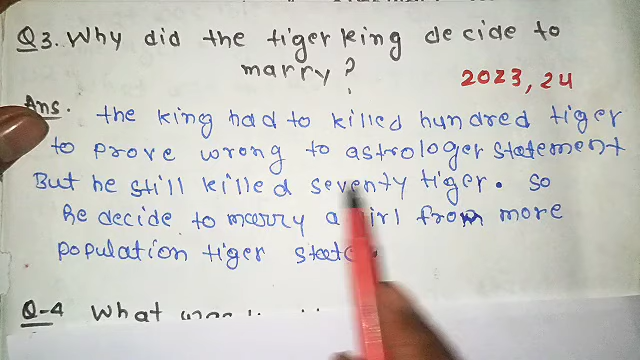 Q3. Why did the tiger king decide to
marry?
2023, 24
Ans. the king had to killed hundred tiger
to prove wrong to astrologer statement
But he still killed seventy tiger. so
he decide to marry a girl from more
population tiger state.
Q-4 What